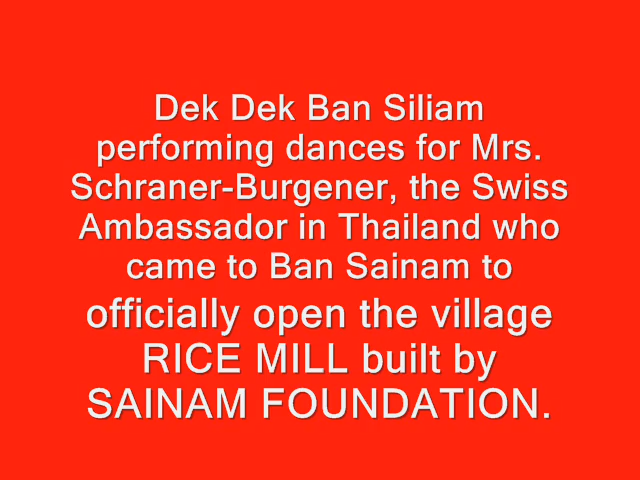 Dek Dek Ban Siliam
performing dances for Mrs.
Schraner-Burgener, the Swiss
Ambassador in Thailand who
came to Ban Sainam to
officially open the village
RICE MILL built by
SAINAM FOUNDATION.